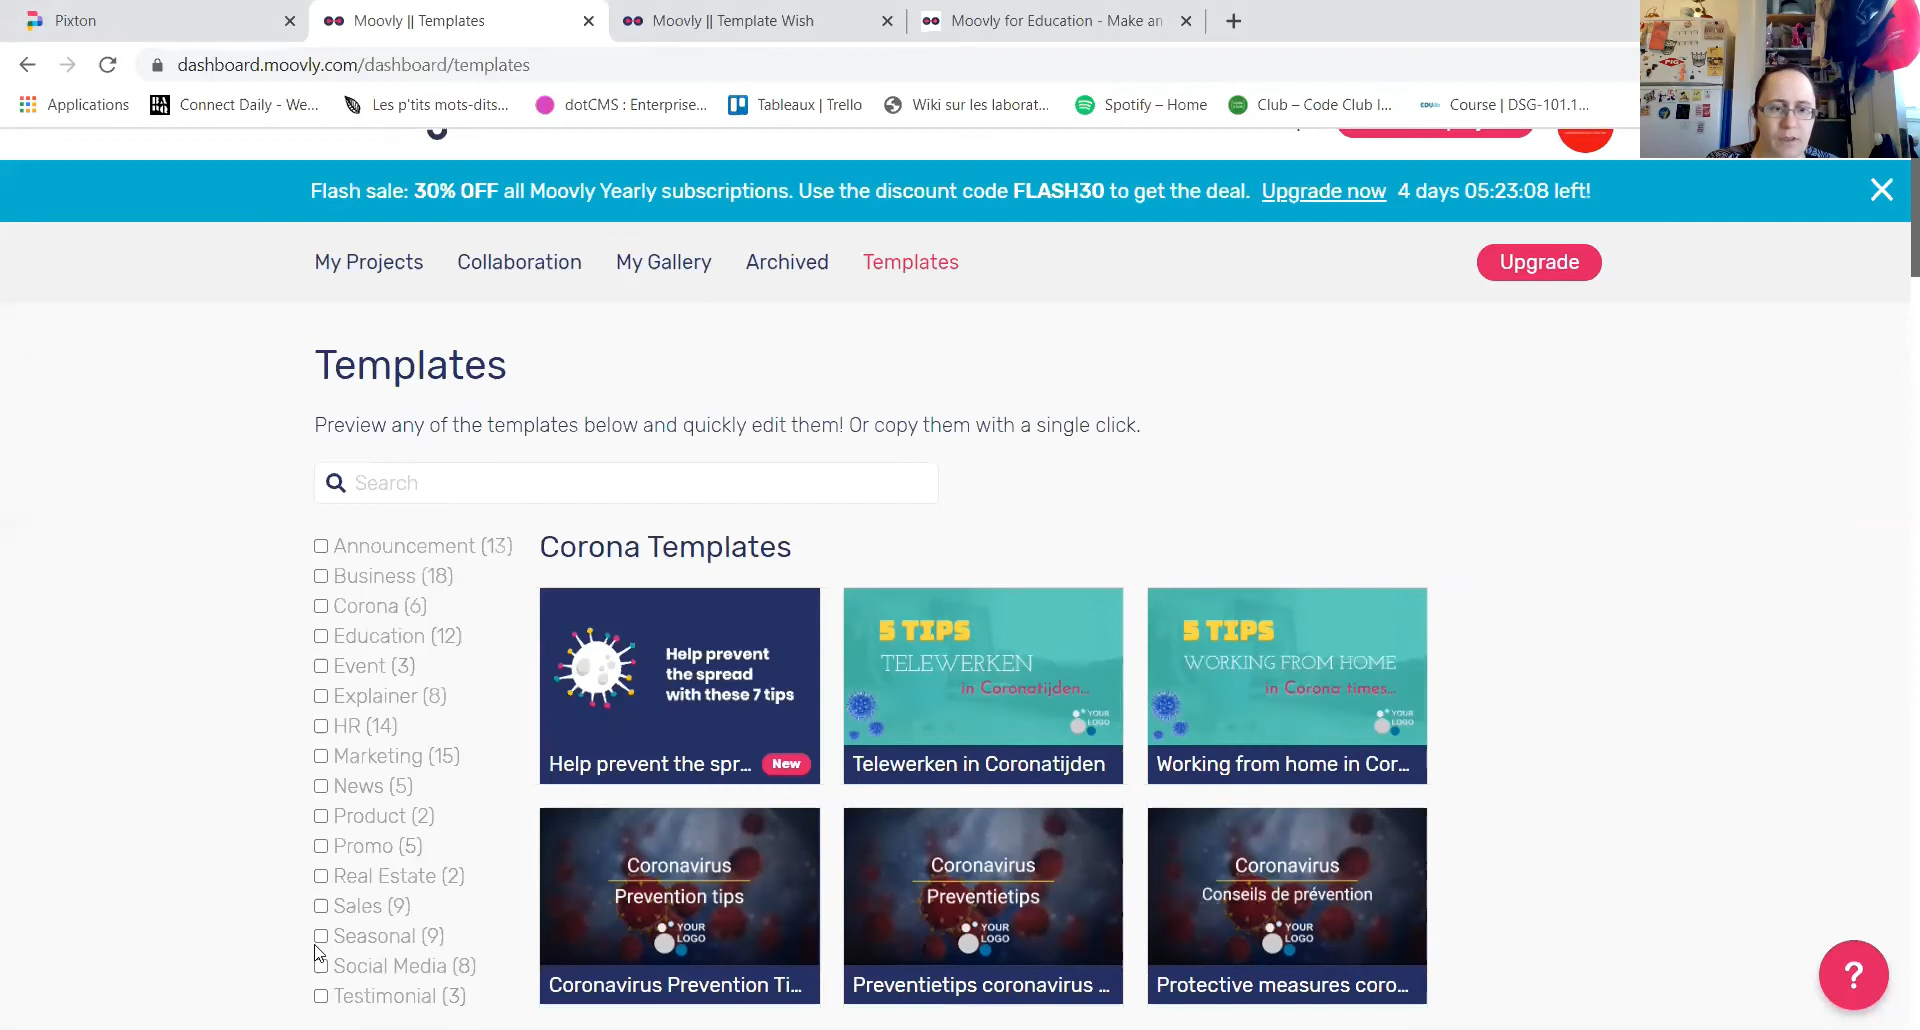 Pixton
Moovly || Templates
Moovly || Template Wish
Moovly for Education - Make an
dashboard.moovly.com/dashboard/templates
Applications
Connect Daily - We...
Les p'tits mots-dits...
dotCMS : Enterprise...
Tableaux | Trello
Wiki sur les laborat...
Spotify – Home
Club – Code Club I...
Course | DSG-101.1...
Flash sale: 30% OFF all Moovly Yearly subscriptions. Use the discount code FLASH30 to get the deal. Upgrade now 4 days 05:23:08 left!
My Projects
Collaboration
My Gallery
Archived
Templates
Upgrade
Templates
Preview any of the templates below and quickly edit them! Or copy them with a single click.
Search
Announcement (13)
Business (18)
Corona (6)
Education (12)
Event (3)
Explainer (8)
HR (14)
Marketing (15)
News (5)
Product (2)
Promo (5)
Real Estate (2)
Sales (9)
Seasonal (9)
Social Media (8)
Testimonial (3)
Corona Templates
Help prevent
the spread
with these 7 tips
Help prevent the spr...
New
5 TIPS
TELEWERKEN
in Coronatijden...
YOUR
LOGO
Telewerken in Coronatijden
5 TIPS
WORKING FROM HOME
in Corona times...
YOUR
LOGO
Working from home in Cor...
Coronavirus
Prevention tips
YOUR
LOGO
Coronavirus Prevention Ti...
Coronavirus
Preventietips
YOUR
LOGO
Preventietips coronavirus ...
Coronavirus
Conseils de prévention
YOUR
LOGO
Protective measures coro...
?